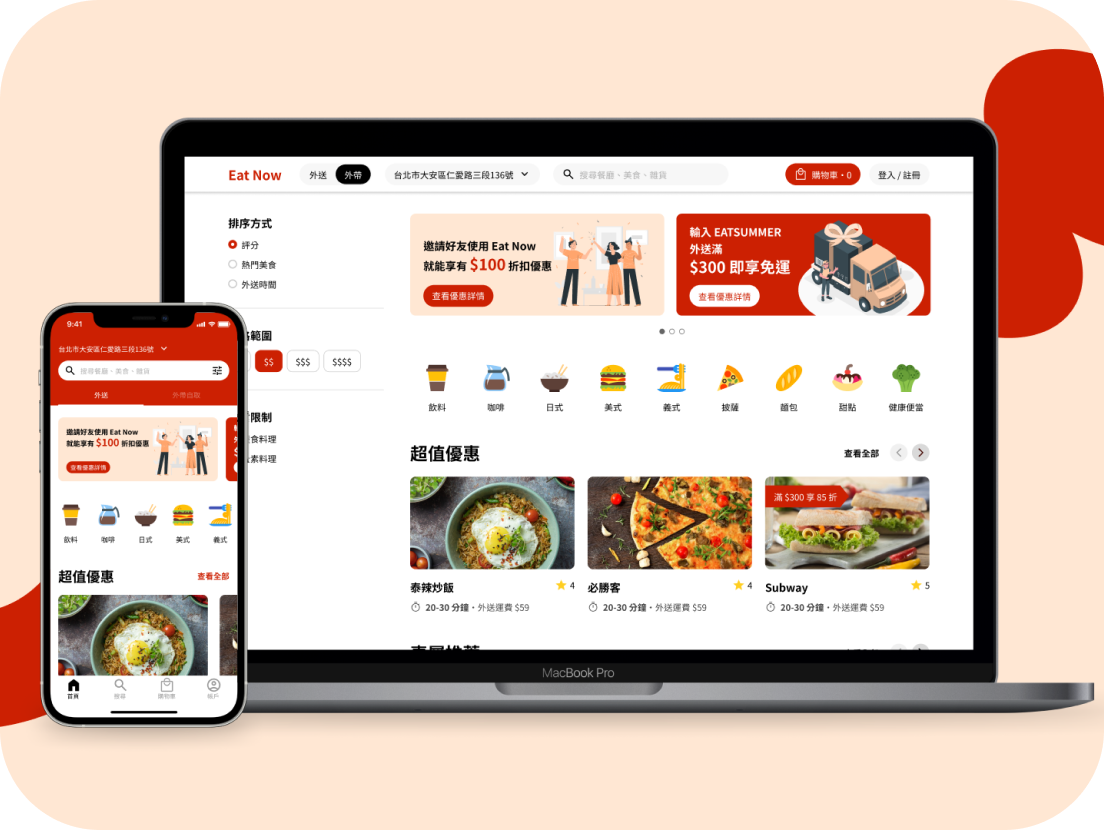 Eat Now
外送
外帶
台北市大安區仁愛路三段136號
搜尋餐廳、美食、雜貨
購物車・0
登入 / 註冊
排序方式
評分
熱門美食
外送時間
範圍
$$
$$$
$$$$
限制
食料理
素料理
邀請好友使用 Eat Now
就能享有 $100 折扣優惠
查看優惠詳情
輸入 EATSUMMER
外送滿
$300 即享免運
查看優惠詳情
飲料
咖啡
日式
美式
義式
披薩
麵包
甜點
健康便當
超值優惠
查看全部
滿 $300 享 85 折
泰辣炒飯
4
20-30 分鐘・外送運費 $59
必勝客
4
20-30 分鐘・外送運費 $59
Subway
5
20-30 分鐘・外送運費 $59
MacBook Pro
9:41
台北市大安區仁愛路三段136號
搜尋餐廳、美食、雜貨
外送
外帶自取
邀請好友使用 Eat Now
就能享有 $100 折扣優惠
查看優惠詳情
飲料
咖啡
日式
美式
義式
超值優惠
查看全部
首頁
搜尋
購物車
帳戶